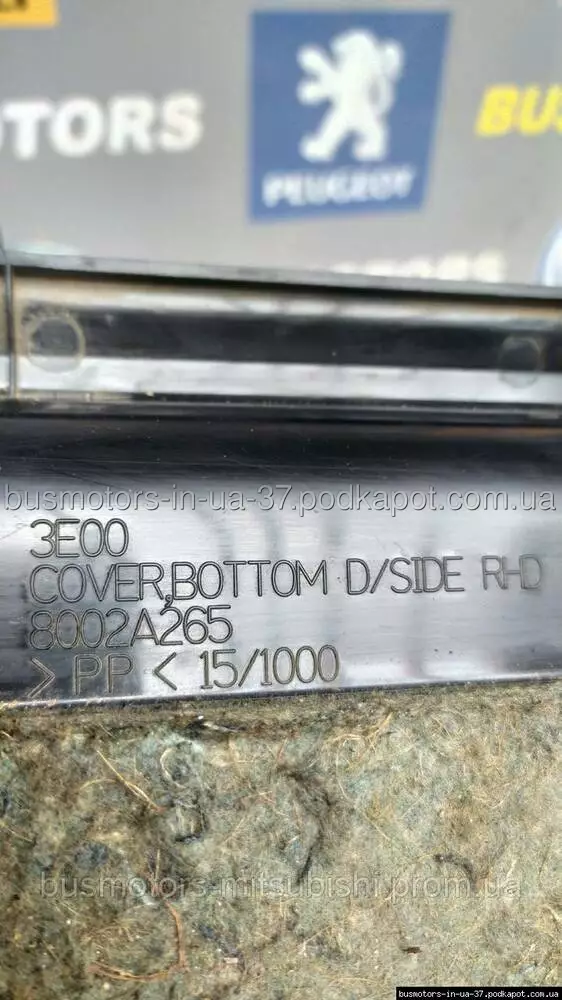 TORS
PEUGEOT
BUS
busmotors-in-ua-37.podkapot.com.ua
3E00
COVER,BOTTOM D/SIDE RHD
8002A265
>PP< 15/1000
busmotors-mitsubishi.prom.ua
busmotors-in-ua-37.podkapot.com.ua